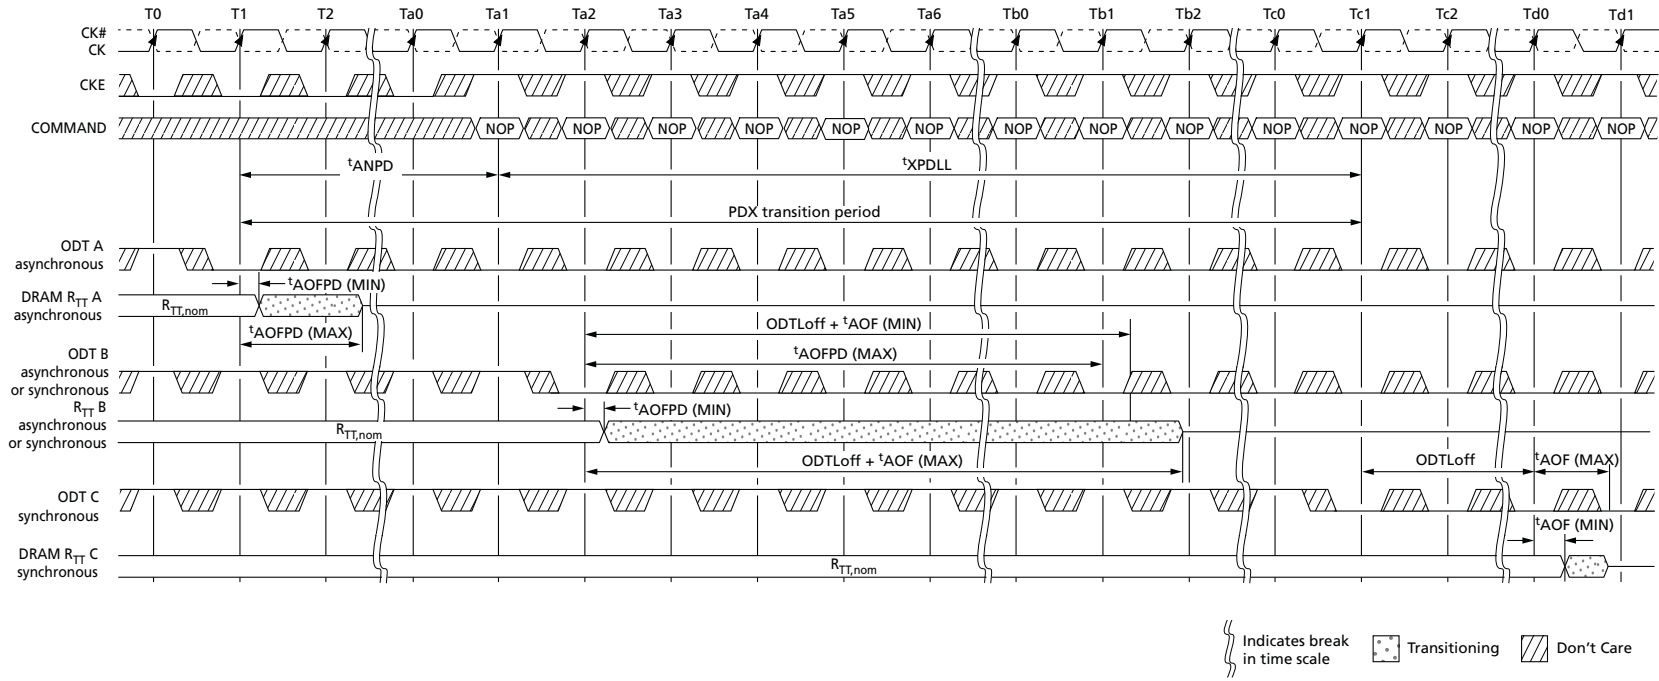 T0 T1 T2 Ta0 Ta1 Ta2 Ta3 Ta4 Ta5 Ta6 Tb0 Tb1 Tb2 Tc0 Tc1 Tc2 Td0 Td1
CK#
CK
CKE
COMMAND NOP NOP NOP NOP NOP NOP NOP NOP NOP NOP NOP NOP NOP NOP
tANPD tXPDLL
PDX transition period
ODT A
asynchronous
tAOFPD (MIN)
DRAM RTT A
asynchronous
RTT,nom
tAOFPD (MAX)
ODTLoff + tAOF (MIN)
tAOFPD (MAX)
ODT B
asynchronous
or synchronous
tAOFPD (MIN)
RTT B
asynchronous
or synchronous
RTT,nom
ODTLoff + tAOF (MAX) ODTLoff tAOF (MAX)
ODT C
synchronous
tAOF (MIN)
DRAM RTT C
synchronous
RTT,nom
Indicates break
in time scale
Transitioning
Don't Care